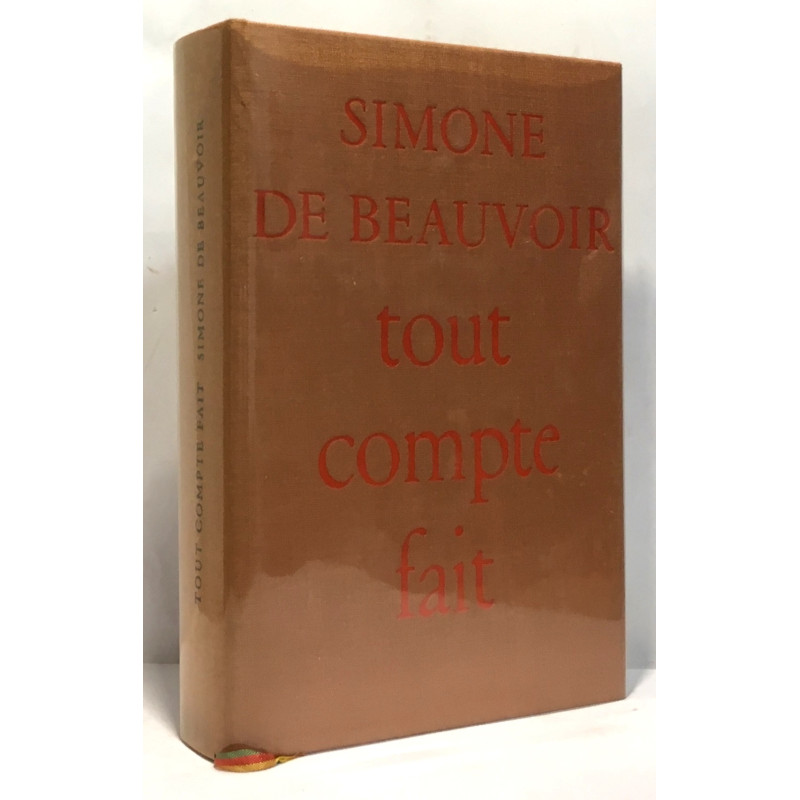 SIMONE
DE BEAUVOIR
tout
compte
fait
TOUT COMPTE FAIT SIMONE DE BEAUVOIR